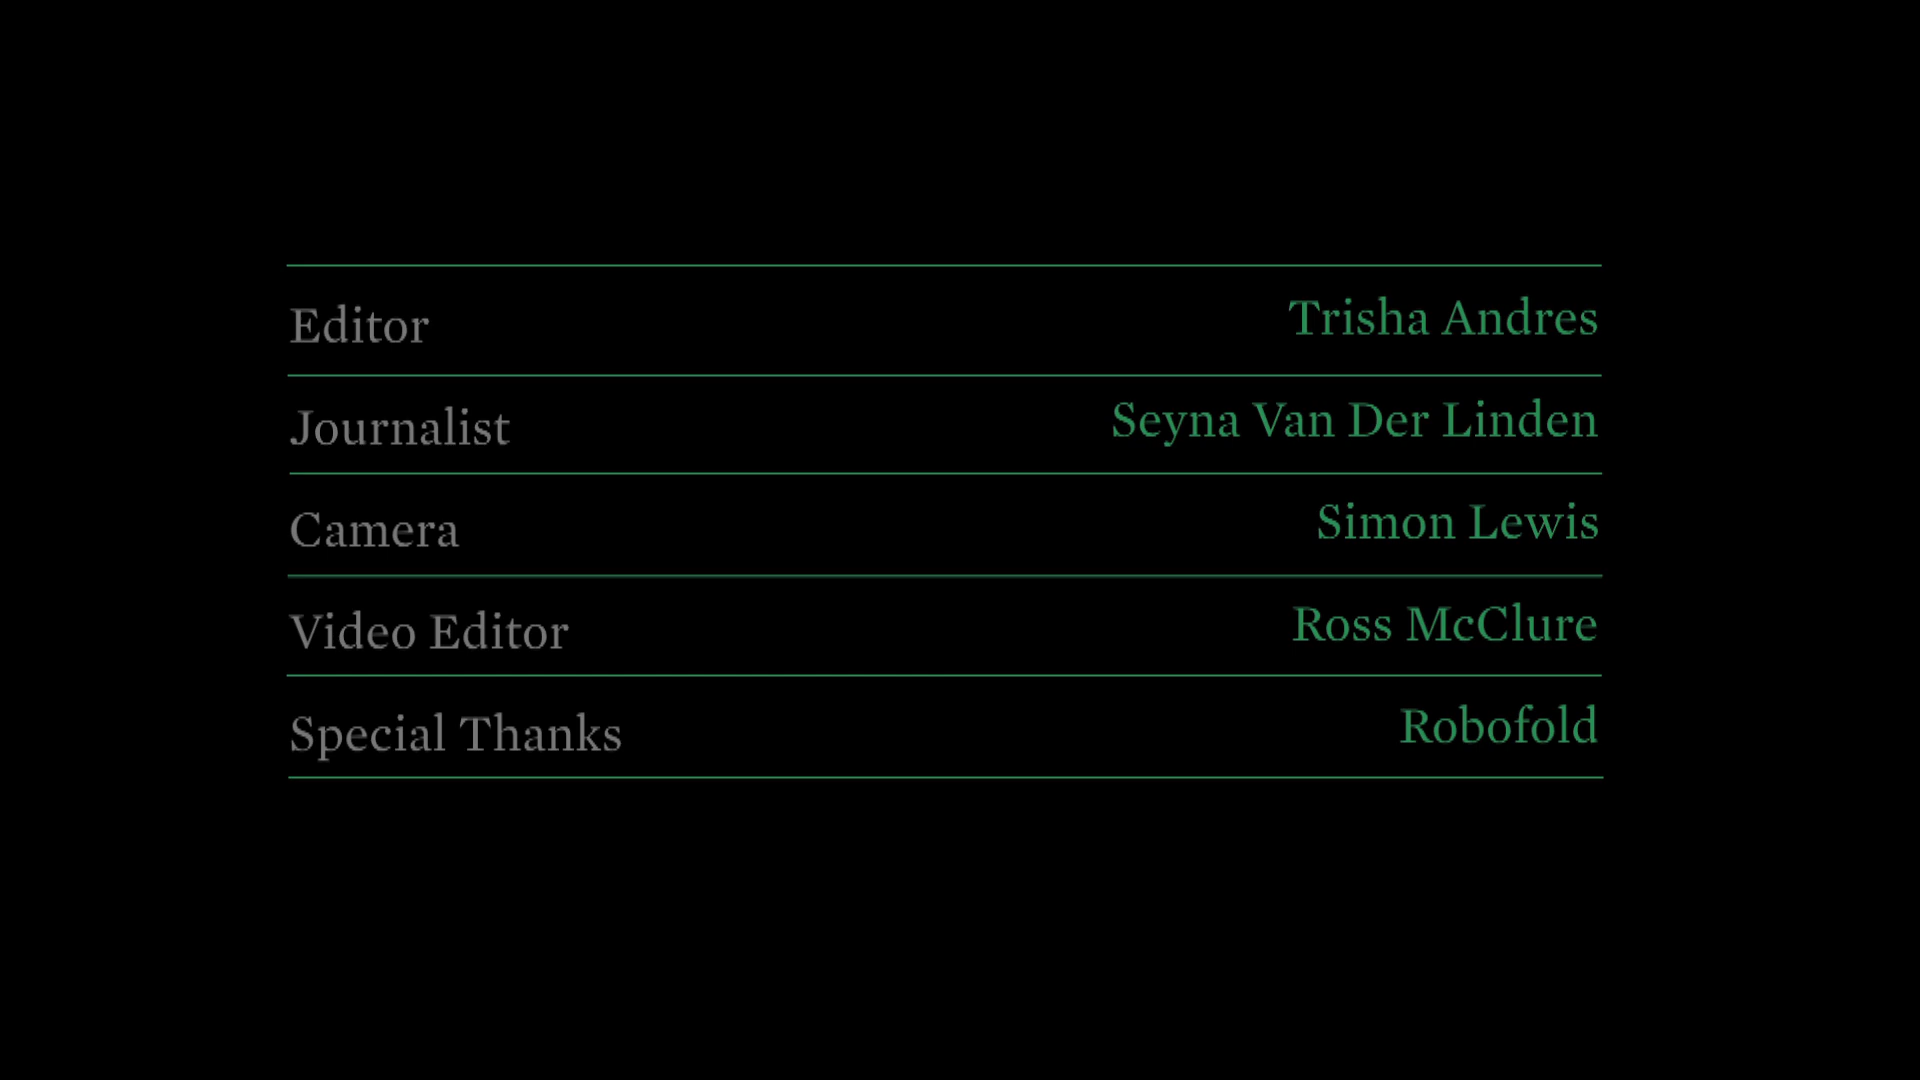 Editor Trisha Andres
Journalist Seyna Van Der Linden
Camera Simon Lewis
Video Editor Ross McClure
Special Thanks Robofold